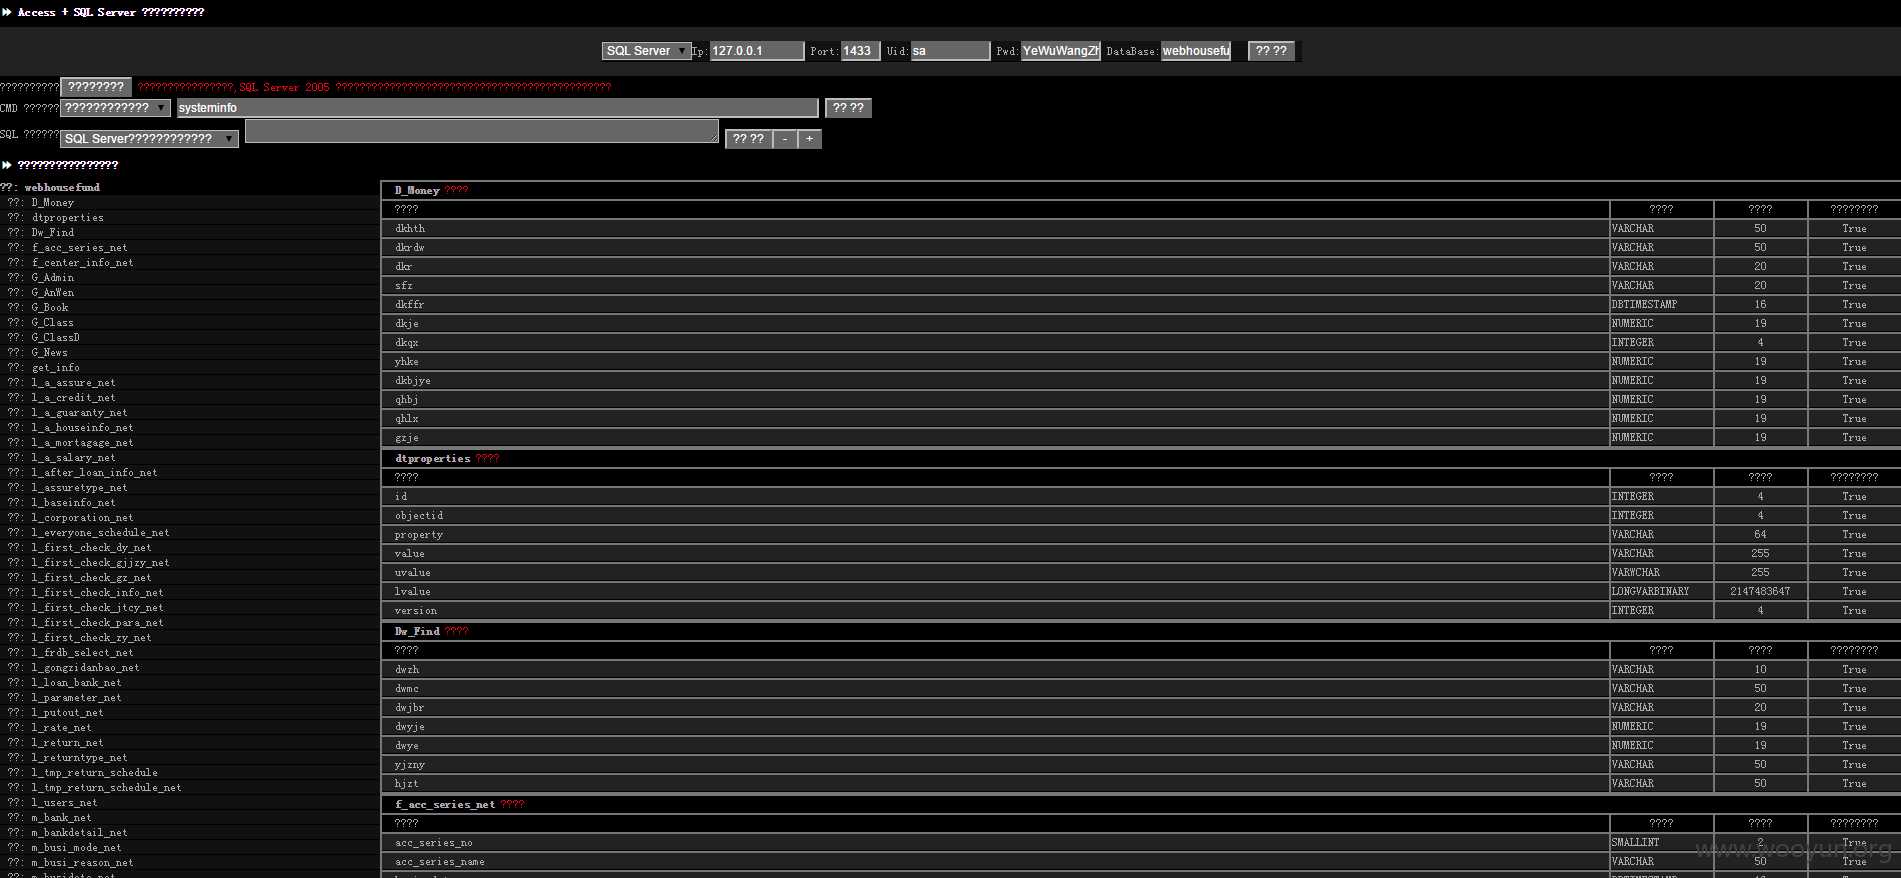 Access + SQL Server ??????????
SQL Server Ip: 127.0.0.1 Port: 1433 Uid: sa Pwd: YeWuWangZh DataBase: webhousefu ?? ??
?????????? ???????? ????????????????,SQL Server 2005 ??????????????????????????????????????????????
CMD ?????? ???????????? systeminfo ?? ??
SQL ?????? SQL Server???????????? ?? ?? - +
????????????????
??: webhousefund
??: D_Money
??: dtproperties
??: Dw_Find
??: f_acc_series_net
??: f_center_info_net
??: G_Admin
??: G_AnWen
??: G_Book
??: G_Class
??: G_ClassD
??: G_News
??: get_info
??: l_a_assure_net
??: l_a_credit_net
??: l_a_guaranty_net
??: l_a_houseinfo_net
??: l_a_mortagage_net
??: l_a_salary_net
??: l_after_loan_info_net
??: l_assuretype_net
??: l_baseinfo_net
??: l_corporation_net
??: l_everyone_schedule_net
??: l_first_check_dy_net
??: l_first_check_gjjzy_net
??: l_first_check_gz_net
??: l_first_check_info_net
??: l_first_check_jtcy_net
??: l_first_check_para_net
??: l_first_check_zy_net
??: l_frdb_select_net
??: l_gongzidanbao_net
??: l_loan_bank_net
??: l_parameter_net
??: l_putout_net
??: l_rate_net
??: l_return_net
??: l_returntype_net
??: l_tmp_return_schedule
??: l_tmp_return_schedule_net
??: l_users_net
??: m_bank_net
??: m_bankdetail_net
??: m_busi_mode_net
??: m_busi_reason_net
D_Money ????
???? ???? ???? ????????
dkhth VARCHAR 50 True
dkrdw VARCHAR 50 True
dkr VARCHAR 20 True
sfz VARCHAR 20 True
dkffr DBTIMESTAMP 16 True
dkje NUMERIC 19 True
dkqx INTEGER 4 True
yhke NUMERIC 19 True
dkbjye NUMERIC 19 True
qhbj NUMERIC 19 True
qhlx NUMERIC 19 True
gzje NUMERIC 19 True
dtproperties ????
???? ???? ???? ????????
id INTEGER 4 True
objectid INTEGER 4 True
property VARCHAR 64 True
value VARCHAR 255 True
uvalue VARWCHAR 255 True
lvalue LONGVARBINARY 2147483647 True
version INTEGER 4 True
Dw_Find ????
???? ???? ???? ????????
dwzh VARCHAR 10 True
dwmc VARCHAR 50 True
dwjbr VARCHAR 20 True
dwyje NUMERIC 19 True
dwye NUMERIC 19 True
yjzny VARCHAR 50 True
hjzt VARCHAR 50 True
f_acc_series_net ????
???? ???? ???? ????????
acc_series_no SMALLINT 2 True
acc_series_name VARCHAR 50 True
www.wooyun.org